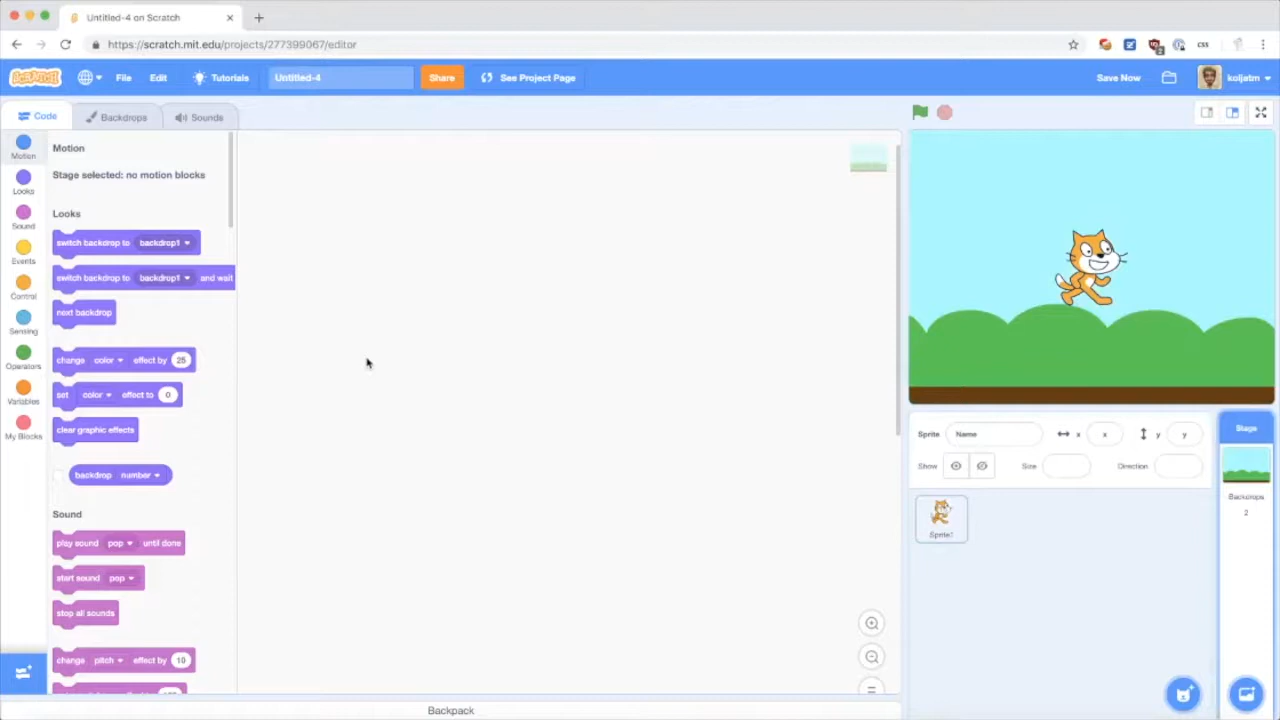 Untitled-4 on Scratch
https://scratch.mit.edu/projects/277399067/editor
css
SCRATCH
File
Edit
Tutorials
Untitled-4
Share
See Project Page
Save Now
koljatm
Code
Backdrops
Sounds
Motion
Looks
Sound
Events
Control
Sensing
Operators
Variables
My Blocks
Motion
Stage selected: no motion blocks
Looks
switch backdrop to backdrop1
switch backdrop to backdrop1 and wait
next backdrop
change color effect by 25
set color effect to 0
clear graphic effects
backdrop number
Sound
play sound pop until done
start sound pop
stop all sounds
change pitch effect by 10
Sprite Name x x y y
Show Size Direction
Sprite1
Stage
Backdrops
2
Backpack